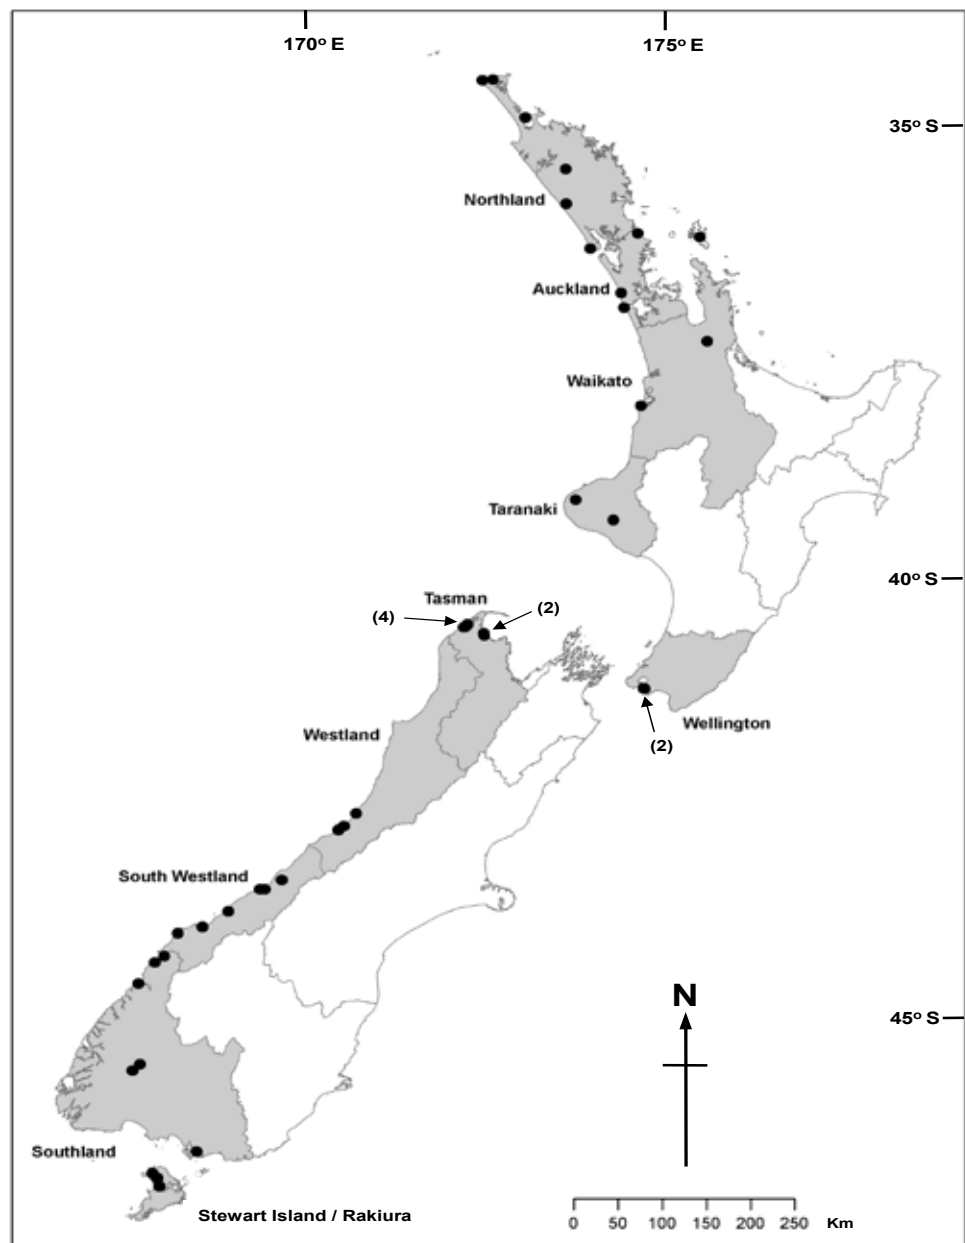 170° E
175° E
35° S
Northland
Auckland
Waikato
Taranaki
40° S
Tasman
(4)
(2)
Wellington
Westland
(2)
South Westland
N
45° S
Southland
Stewart Island / Rakiura
0 50 100 150 200 250 Km